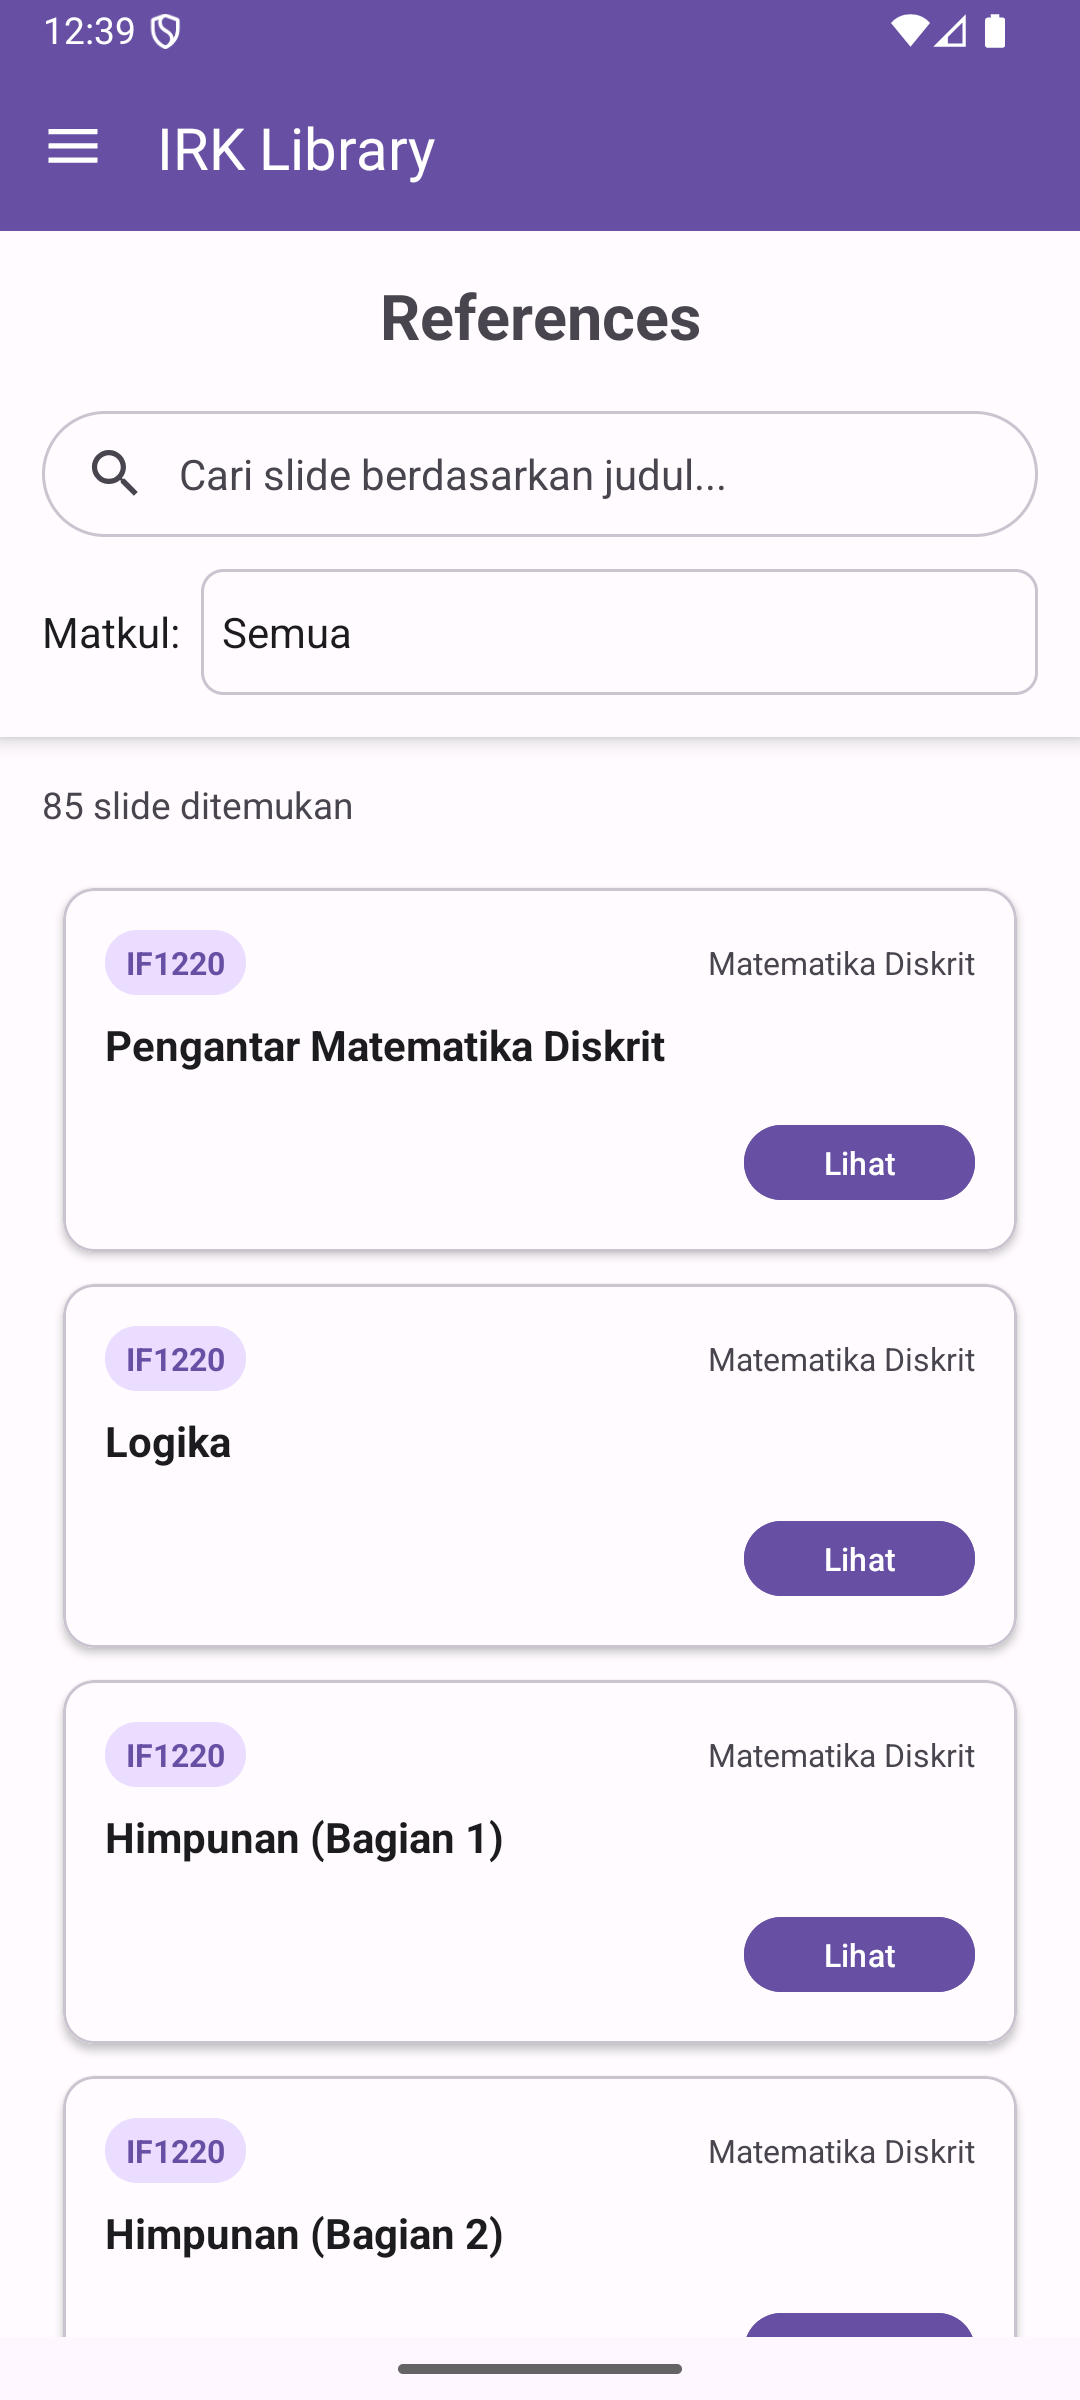 12:39
IRK Library
References
Cari slide berdasarkan judul...
Matkul: Semua
85 slide ditemukan
IF1220 Matematika Diskrit
Pengantar Matematika Diskrit
Lihat
IF1220 Matematika Diskrit
Logika
Lihat
IF1220 Matematika Diskrit
Himpunan (Bagian 1)
Lihat
IF1220 Matematika Diskrit
Himpunan (Bagian 2)